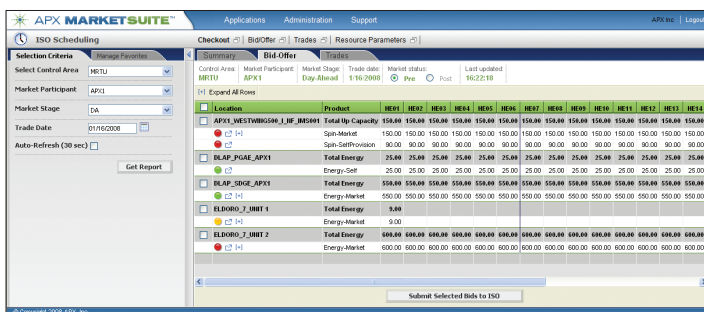 APX MARKETSUITE™
Applications Administration Support
APX Inc | Logout
ISO Scheduling
Checkout | Bid/Offer | Trades | Resource Parameters
Selection Criteria Manage Favorites
Summary Bid-Offer Trades
Select Control Area MRTU
Market Participant APX1
Market Stage DA
Trade Date 01/16/2008
Auto-Refresh (30 sec)
Get Report
Control Area: Market Participant: Market Stage: Trade date: Market status: Last updated:
MRTU APX1 Day-Ahead 1/16/2008 Pre Post 16:22:18
[+] Expand All Rows
Location Product HE01 HE02 HE03 HE04 HE05 HE06 HE07 HE08 HE09 HE10 HE11 HE12 HE13 HE14
APX1_WESTWING500_I_NF_IMS001 Total Up Capacity 150.00 150.00 150.00 150.00 150.00 150.00 150.00 150.00 150.00 150.00 150.00 150.00 150.00 150.00
[+] Spin-Market 150.00 150.00 150.00 150.00 150.00 150.00 150.00 150.00 150.00 150.00 150.00 150.00 150.00 150.00
Spin-SelfProvision 90.00 90.00 90.00 90.00 90.00 90.00 90.00 90.00 90.00 90.00 90.00 90.00 90.00 90.00
DLAP_PGAE_APX1 Total Energy 25.00 25.00 25.00 25.00 25.00 25.00 25.00 25.00 25.00 25.00 25.00 25.00 25.00 25.00
Energy-Self 25.00 25.00 25.00 25.00 25.00 25.00 25.00 25.00 25.00 25.00 25.00 25.00 25.00 25.00
DLAP_SDGE_APX1 Total Energy 550.00 550.00 550.00 550.00 550.00 550.00 550.00 550.00 550.00 550.00 550.00 550.00 550.00 550.00
[+] Energy-Market 550.00 550.00 550.00 550.00 550.00 550.00 550.00 550.00 550.00 550.00 550.00 550.00 550.00 550.00
ELDORO_7_UNIT 1 Total Energy 9.00
[+] Energy-Market 9.00
ELDORO_7_UNIT 2 Total Energy 600.00 600.00 600.00 600.00 600.00 600.00 600.00 600.00 600.00 600.00 600.00 600.00 600.00 600.00
[+] Energy-Market 600.00 600.00 600.00 600.00 600.00 600.00 600.00 600.00 600.00 600.00 600.00 600.00 600.00 600.00
Submit Selected Bids to ISO
© Copyright 2008 APX, Inc.